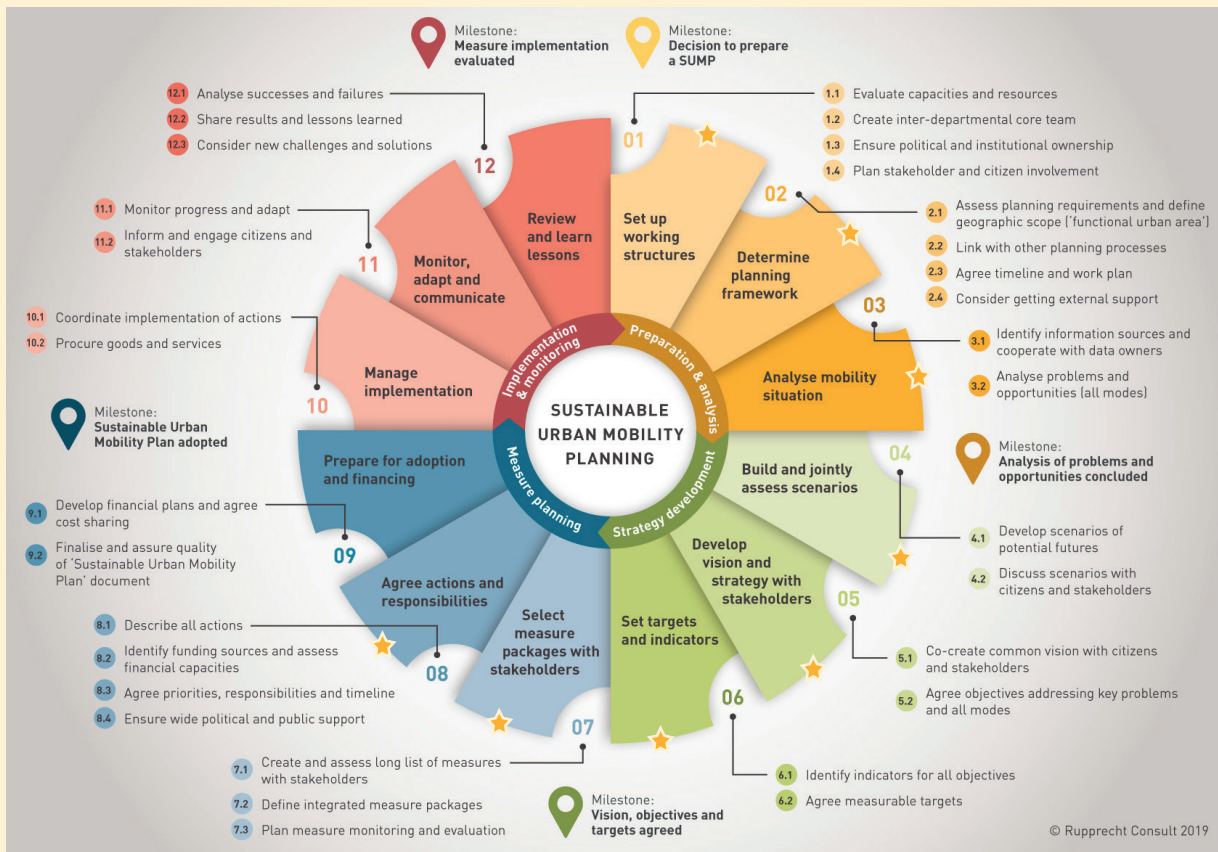 Milestone:
Measure implementation
evaluated
Milestone:
Decision to prepare
a SUMP
12.1 Analyse successes and failures
12.2 Share results and lessons learned
12.3 Consider new challenges and solutions
1.1 Evaluate capacities and resources
1.2 Create inter-departmental core team
1.3 Ensure political and institutional ownership
1.4 Plan stakeholder and citizen involvement
11.1 Monitor progress and adapt
11.2 Inform and engage citizens and
stakeholders
2.1 Assess planning requirements and define
geographic scope (‘functional urban area’)
2.2 Link with other planning processes
2.3 Agree timeline and work plan
2.4 Consider getting external support
10.1 Coordinate implementation of actions
10.2 Procure goods and services
3.1 Identify information sources and
cooperate with data owners
3.2 Analyse problems and
opportunities (all modes)
Milestone:
Sustainable Urban
Mobility Plan adopted
Milestone:
Analysis of problems and
opportunities concluded
01
Set up
working
structures
02
Determine
planning
framework
03
Analyse mobility
situation
04
Build and jointly
assess scenarios
05
Develop
vision and
strategy with
stakeholders
06
Set targets
and indicators
07
Select
measure
packages with
stakeholders
08
Agree actions and
responsibilities
09
Prepare for adoption
and financing
10
Manage
implementation
11
Monitor,
adapt and
communicate
12
Review
and learn
lessons
Preparation & analysis
Strategy development
Measure planning
Implementation
& monitoring
SUSTAINABLE
URBAN MOBILITY
PLANNING
9.1 Develop financial plans and agree
cost sharing
9.2 Finalise and assure quality
of ‘Sustainable Urban Mobility
Plan’ document
4.1 Develop scenarios of
potential futures
4.2 Discuss scenarios with
citizens and stakeholders
8.1 Describe all actions
8.2 Identify funding sources and assess
financial capacities
8.3 Agree priorities, responsibilities and timeline
8.4 Ensure wide political and public support
5.1 Co-create common vision with citizens
and stakeholders
5.2 Agree objectives addressing key problems
and all modes
7.1 Create and assess long list of measures
with stakeholders
7.2 Define integrated measure packages
7.3 Plan measure monitoring and evaluation
Milestone:
Vision, objectives and
targets agreed
6.1 Identify indicators for all objectives
6.2 Agree measurable targets
© Rupprecht Consult 2019